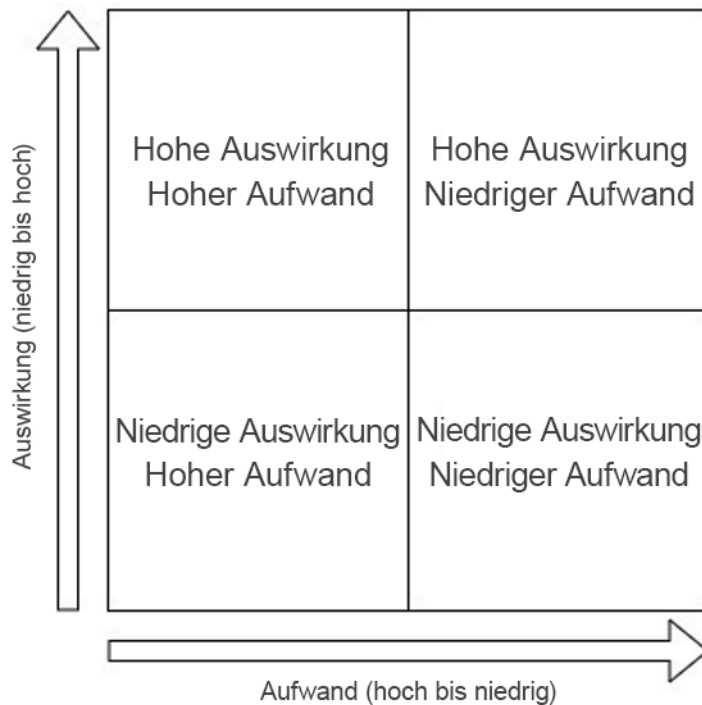 Auswirkung (niedrig bis hoch)
Hohe Auswirkung
Hoher Aufwand
Hohe Auswirkung
Niedriger Aufwand
Niedrige Auswirkung
Hoher Aufwand
Niedrige Auswirkung
Niedriger Aufwand
Aufwand (hoch bis niedrig)